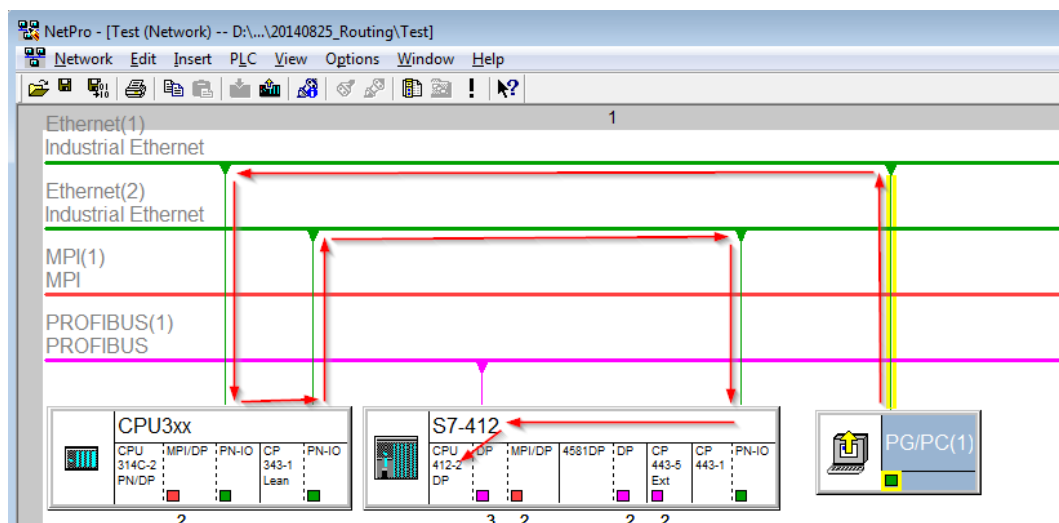 NetPro - [Test (Network) -- D:\...\20140825_Routing\Test]
Network Edit Insert PLC View Options Window Help
1
Ethernet(1)
Industrial Ethernet
Ethernet(2)
Industrial Ethernet
MPI(1)
MPI
PROFIBUS(1)
PROFIBUS
CPU3xx
CPU 314C-2 PN/DP
MPI/DP
PN-IO
CP 343-1 Lean
PN-IO
2
S7-412
CPU 412-2 DP
DP
MPI/DP
4581DP
DP
CP 443-5 Ext
CP 443-1
PN-IO
3 2 2 2
PG/PC(1)